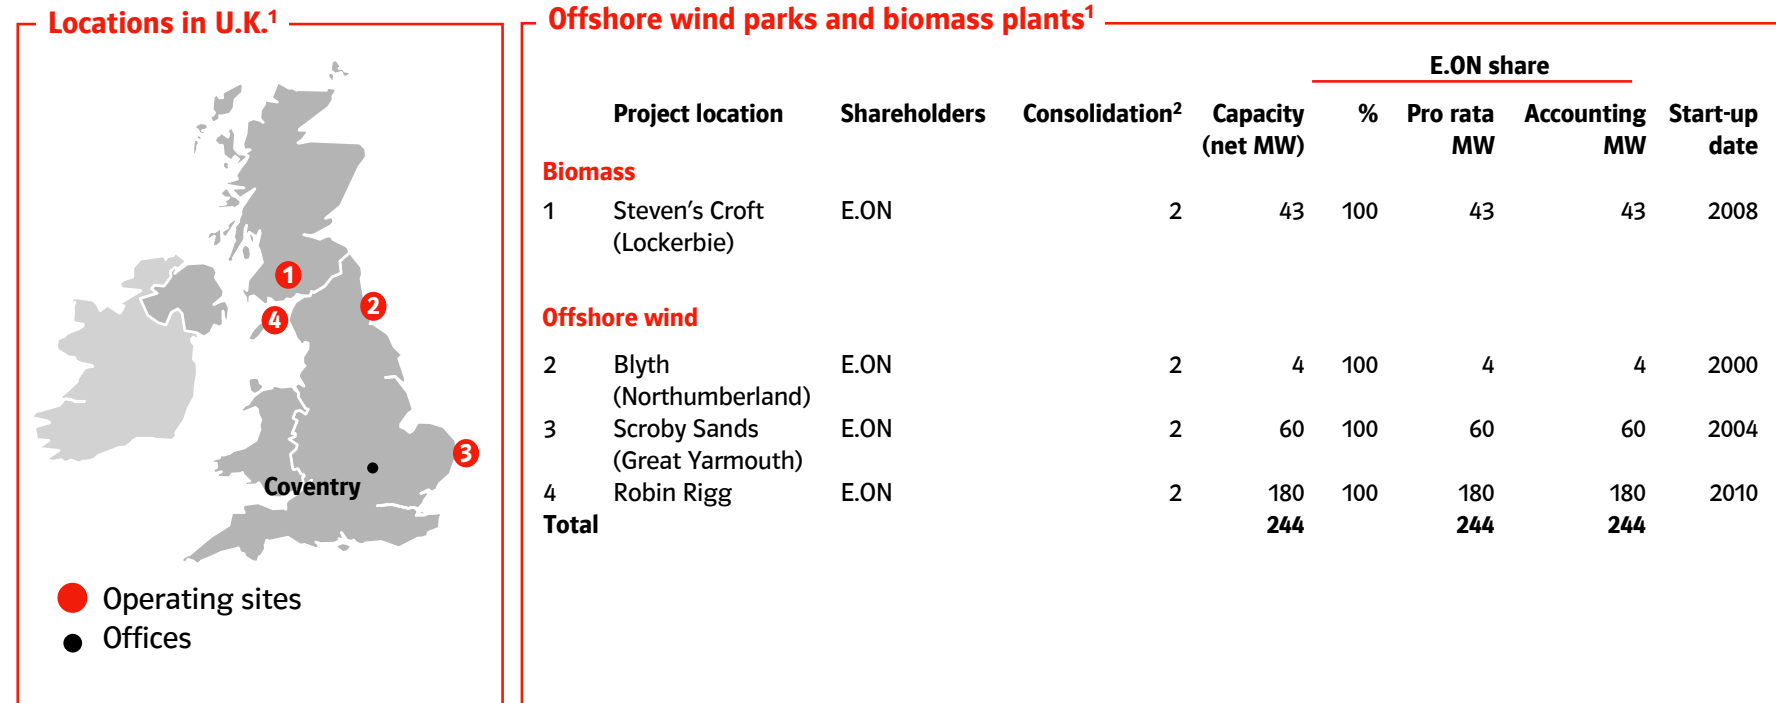 Locations in U.K.¹
1
2
4
3
Coventry
Operating sites
Offices
Offshore wind parks and biomass plants¹
E.ON share
Project location Shareholders Consolidation² Capacity % Pro rata Accounting Start-up
(net MW) MW MW date
Biomass
1 Steven's Croft E.ON 2 43 100 43 43 2008
(Lockerbie)
Offshore wind
2 Blyth E.ON 2 4 100 4 4 2000
(Northumberland)
3 Scroby Sands E.ON 2 60 100 60 60 2004
(Great Yarmouth)
4 Robin Rigg E.ON 2 180 100 180 180 2010
Total 244 244 244